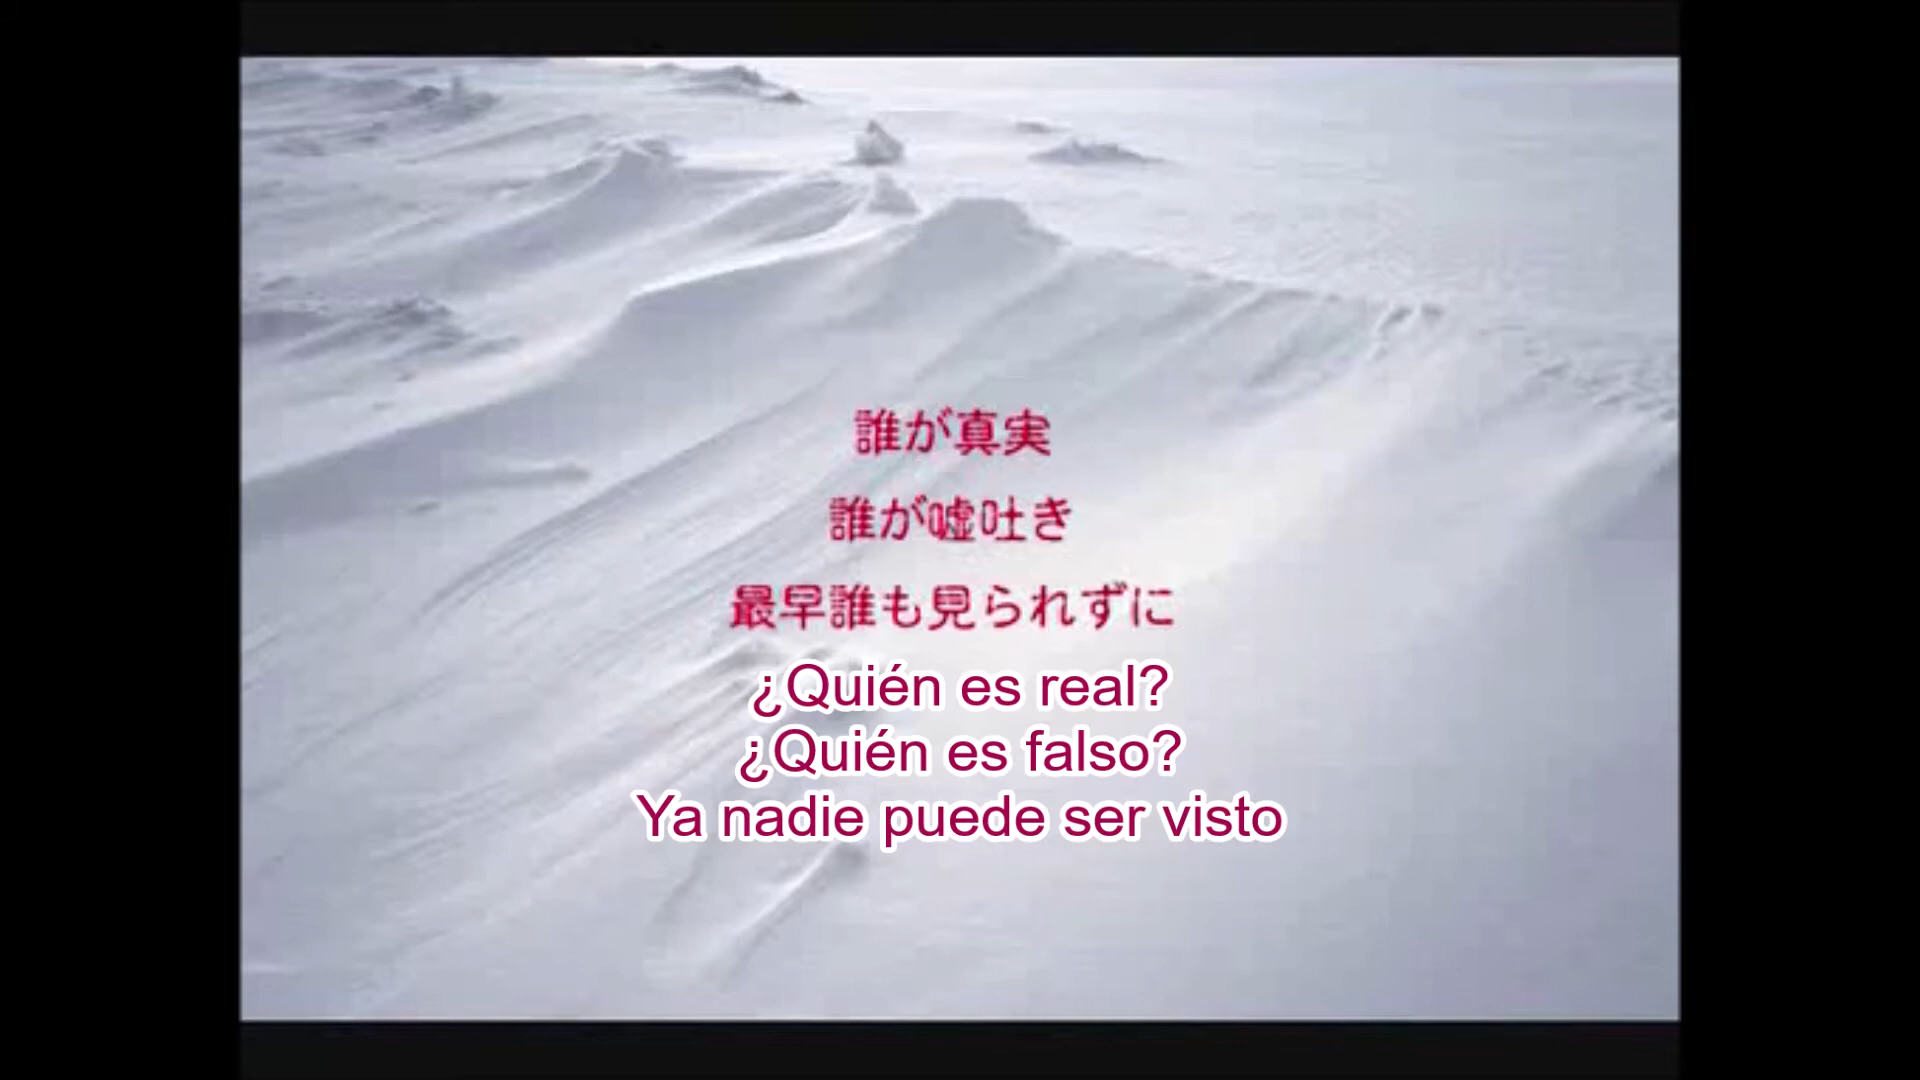 誰が真実
誰が嘘吐き
最早誰も見られずに
¿Quién es real?
¿Quién es falso?
Ya nadie puede ser visto